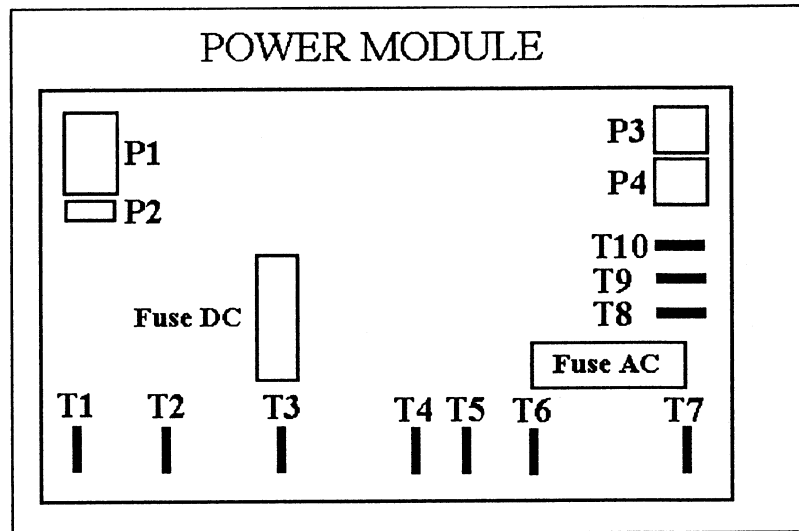 POWER MODULE
P1
P2
P3
P4
T10
T9
T8
Fuse DC
Fuse AC
T1 T2 T3 T4 T5 T6 T7